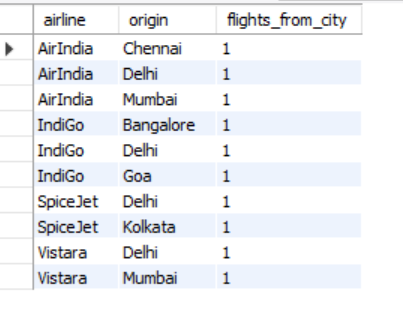 airline origin flights_from_city
AirIndia Chennai 1
AirIndia Delhi 1
AirIndia Mumbai 1
IndiGo Bangalore 1
IndiGo Delhi 1
IndiGo Goa 1
SpiceJet Delhi 1
SpiceJet Kolkata 1
Vistara Delhi 1
Vistara Mumbai 1